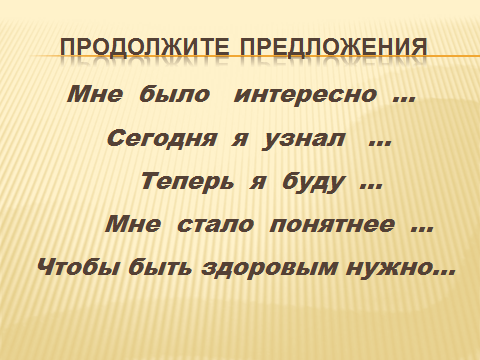 ПРОДОЛЖИТЕ ПРЕДЛОЖЕНИЯ
Мне было интересно ...
Сегодня я узнал ...
Теперь я буду ...
Мне стало понятнее ...
Чтобы быть здоровым нужно...